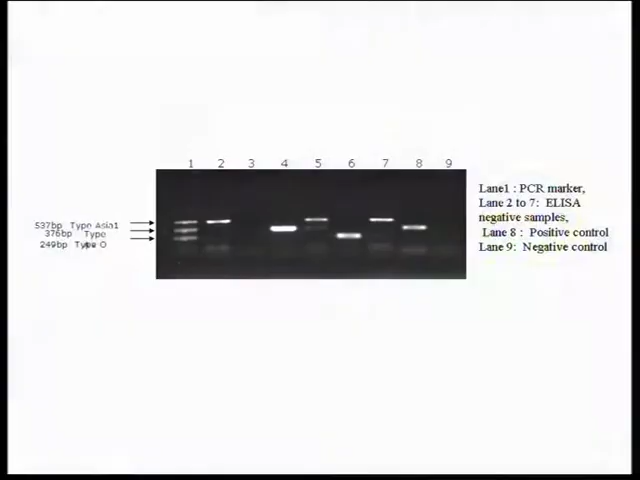 1 2 3 4 5 6 7 8 9
537bp Type Asia1
376bp Type
249bp Type O
Lane1 : PCR marker,
Lane 2 to 7: ELISA
negative samples,
Lane 8 : Positive control
Lane 9: Negative control